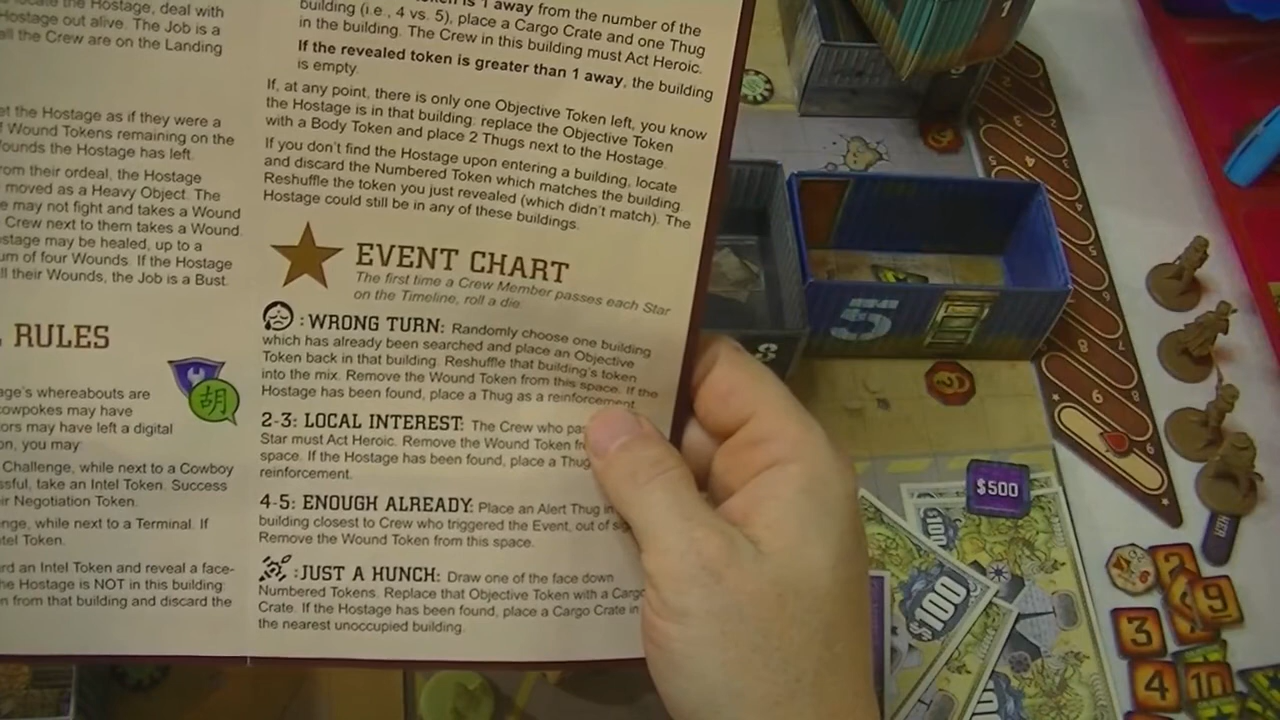 locate the Hostage, deal with
Hostage out alive. The Job is a
all the Crew are on the Landing
et the Hostage as if they were a
f Wound Tokens remaining on the
ounds the Hostage has left.
rom their ordeal, the Hostage
moved as a Heavy Object. The
e may not fight and takes a Wound
Crew next to them takes a Wound.
ostage may be healed, up to a
um of four Wounds. If the Hostage
ll their Wounds, the Job is a Bust.
RULES
胡
age's whereabouts are
cowpokes may have
ors may have left a digital
on, you may:
Challenge, while next to a Cowboy
ssful, take an Intel Token. Success
ir Negotiation Token.
enge, while next to a Terminal. If
ntel Token.
rd an Intel Token and reveal a face-
he Hostage is NOT in this building:
n from that building and discard the
is 1 away from the number of the
building (i.e., 4 vs. 5), place a Cargo Crate and one Thug
in the building. The Crew in this building must Act Heroic.
If the revealed token is greater than 1 away, the building
is empty.
If, at any point, there is only one Objective Token left, you know
the Hostage is in that building: replace the Objective Token
with a Body Token and place 2 Thugs next to the Hostage.
If you don't find the Hostage upon entering a building, locate
and discard the Numbered Token which matches the building.
Reshuffle the token you just revealed (which didn't match). The
Hostage could still be in any of these buildings.
EVENT CHART
The first time a Crew Member passes each Star
on the Timeline, roll a die
: WRONG TURN: Randomly choose one building
which has already been searched and place an Objective
Token back in that building. Reshuffle that building's token
into the mix. Remove the Wound Token from this space. If the
Hostage has been found, place a Thug as a reinforcement.
2-3: LOCAL INTEREST: The Crew who pas
Star must Act Heroic. Remove the Wound Token fr
space. If the Hostage has been found, place a Thug
reinforcement.
4-5: ENOUGH ALREADY: Place an Alert Thug in
building closest to Crew who triggered the Event, out of sig
Remove the Wound Token from this space.
:JUST A HUNCH: Draw one of the face down
Numbered Tokens. Replace that Objective Token with a Cargo
Crate. If the Hostage has been found, place a Cargo Crate in
the nearest unoccupied building.
1
5
8
$500
$100
HER
2
9
3
4
10